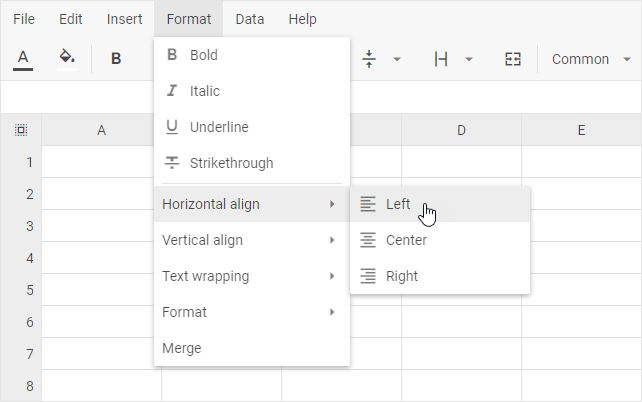 File Edit Insert Format Data Help
A B Common
Bold
Italic
Underline
Strikethrough
Horizontal align
Vertical align
Text wrapping
Format
Merge
Left
Center
Right
A D E
1
2
3
4
5
6
7
8